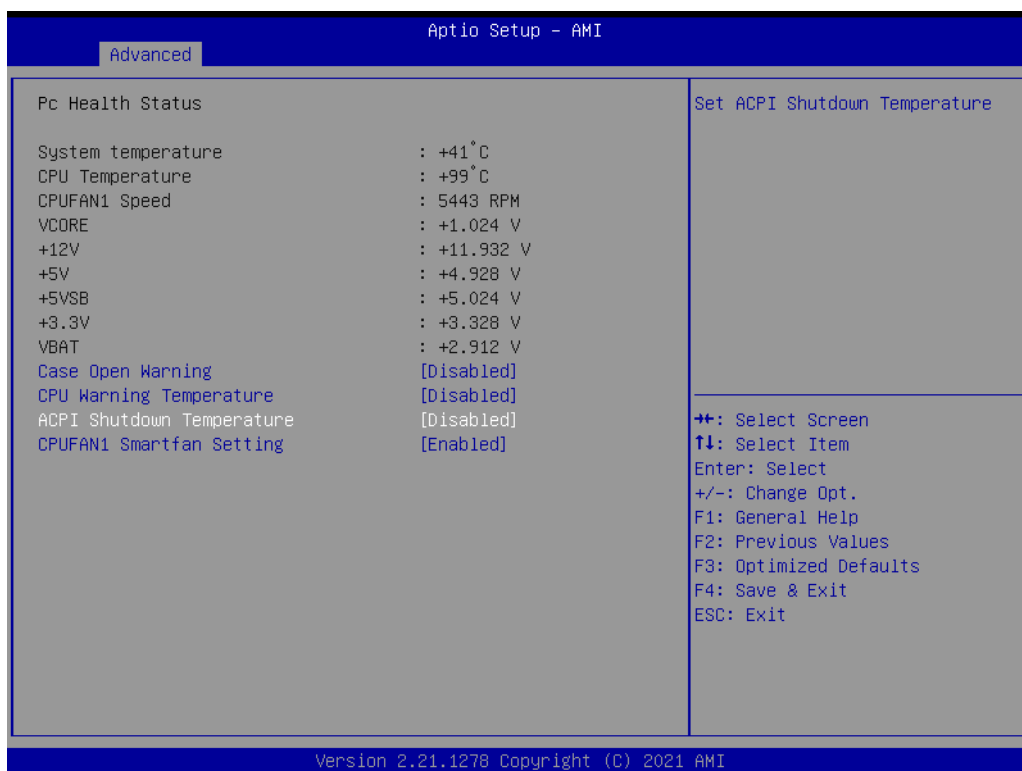 Aptio Setup – AMI
Advanced
Pc Health Status
System temperature : +41°C
CPU Temperature : +99°C
CPUFAN1 Speed : 5443 RPM
VCORE : +1.024 V
+12V : +11.932 V
+5V : +4.928 V
+5VSB : +5.024 V
+3.3V : +3.328 V
VBAT : +2.912 V
Case Open Warning [Disabled]
CPU Warning Temperature [Disabled]
ACPI Shutdown Temperature [Disabled]
CPUFAN1 Smartfan Setting [Enabled]
Set ACPI Shutdown Temperature
→←: Select Screen
↑↓: Select Item
Enter: Select
+/-: Change Opt.
F1: General Help
F2: Previous Values
F3: Optimized Defaults
F4: Save & Exit
ESC: Exit
Version 2.21.1278 Copyright (C) 2021 AMI